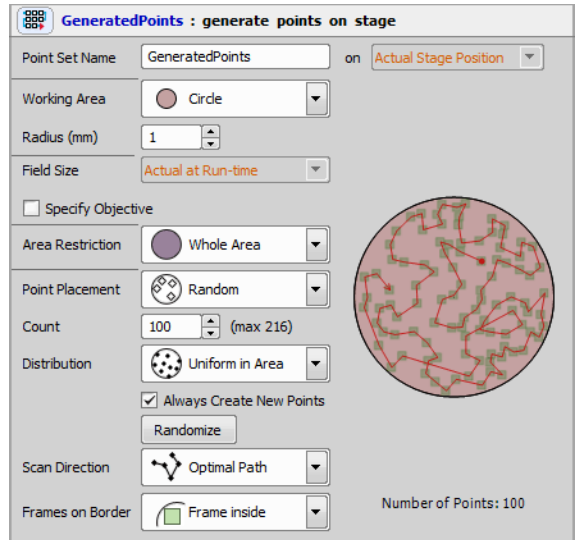 GeneratedPoints : generate points on stage
Point Set Name GeneratedPoints on Actual Stage Position
Working Area Circle
Radius (mm) 1
Field Size Actual at Run-time
Specify Objective
Area Restriction Whole Area
Point Placement Random
Count 100 (max 216)
Distribution Uniform in Area
Always Create New Points
Randomize
Scan Direction Optimal Path
Frames on Border Frame inside
Number of Points: 100